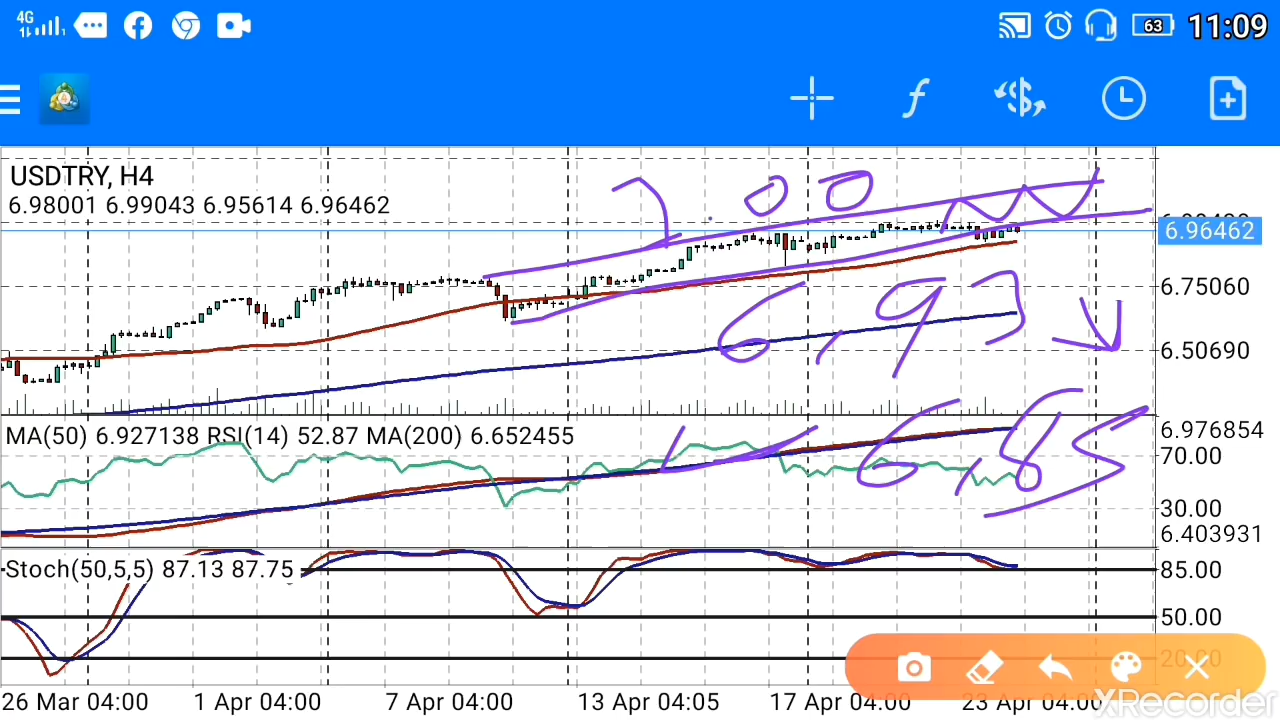 4G 63 11:09
f $
USDTRY, H4
6.98001 6.99043 6.95614 6.96462
7.00
6.96462
6.75060
6,93
6.50690
MA(50) 6.927138 RSI(14) 52.87 MA(200) 6.652455
6.976854
70.00
6,85
30.00
6.403931
Stoch(50,5,5) 87.13 87.75
85.00
50.00
20.00
26 Mar 04:00 1 Apr 04:00 7 Apr 04:00 13 Apr 04:05 17 Apr 04:00 23 Apr 04:00
XRecorder